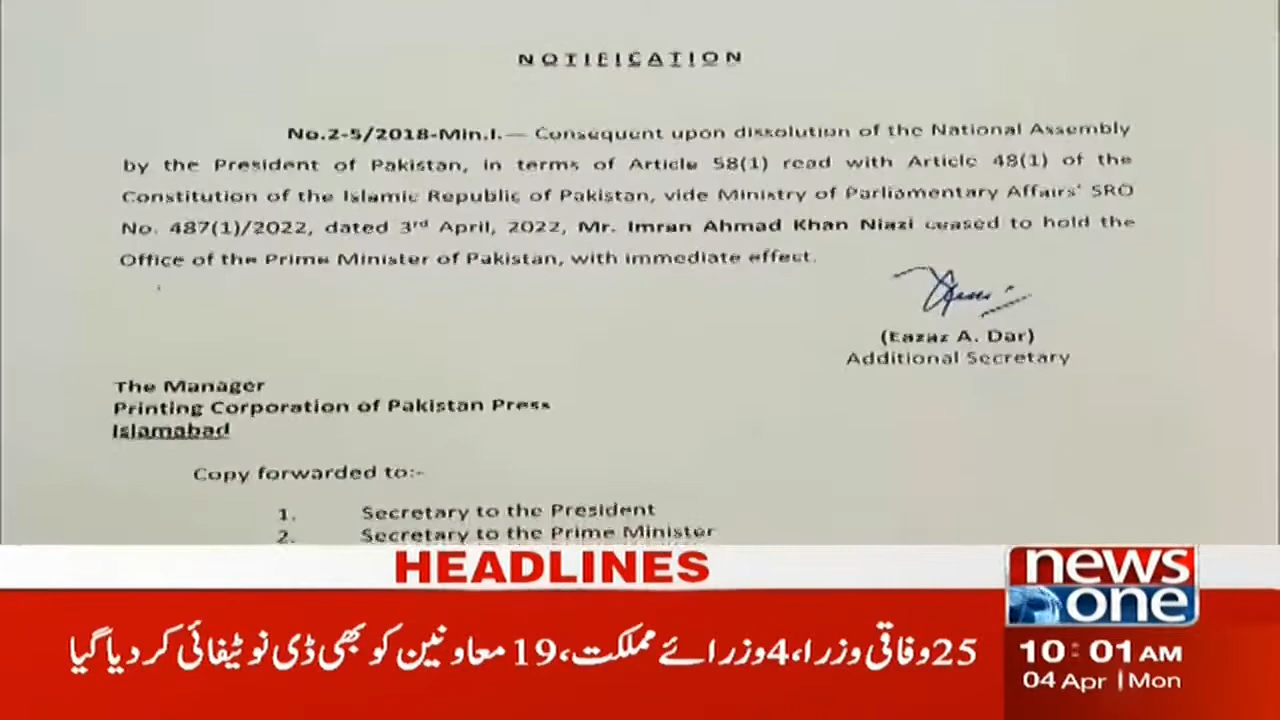 NOTIFICATION
No.2-5/2018-Min.I.— Consequent upon dissolution of the National Assembly
by the President of Pakistan, in terms of Article 58(1) read with Article 48(1) of the
Constitution of the Islamic Republic of Pakistan, vide Ministry of Parliamentary Affairs' SRO
No. 487(1)/2022, dated 3rd April, 2022, Mr. Imran Ahmad Khan Niazi ceased to hold the
Office of the Prime Minister of Pakistan, with immediate effect.
(Eazaz A. Dar)
Additional Secretary
The Manager
Printing Corporation of Pakistan Press
Islamabad
Copy forwarded to:-
1. Secretary to the President
2. Secretary to the Prime Minister
HEADLINES
news
one
25 وفاقی وزرا، 4 وزرائے مملکت، 19 معاونین کو بھی ڈی نوٹیفائی کر دیا گیا
10:01 AM
04 Apr | Mon